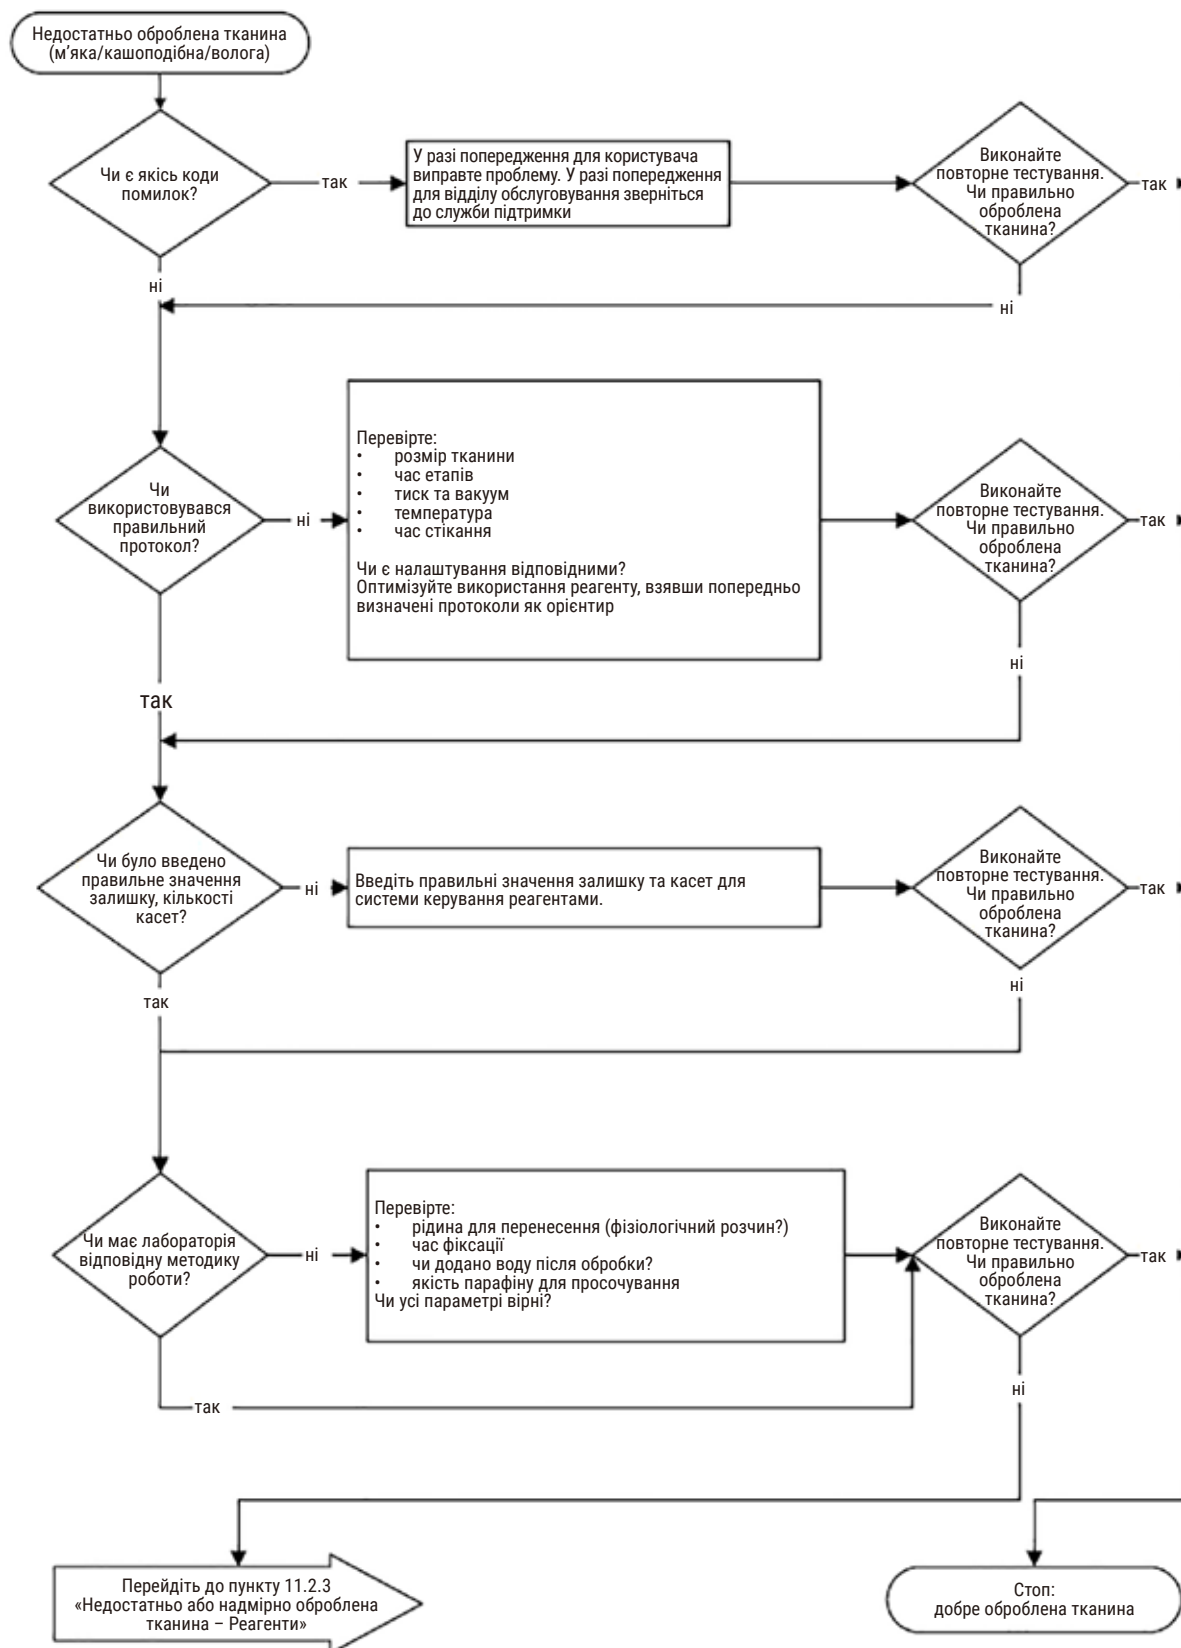 Недостатньо оброблена тканина
(м'яка/кашоподібна/волога)
Чи є якісь коди
помилок?
так
У разі попередження для користувача
виправте проблему. У разі попередження
для відділу обслуговування зверніться
до служби підтримки
Виконайте
повторне тестування.
Чи правильно
оброблена
тканина?
так
ні
ні
Чи
використовувався
правильний
протокол?
ні
Перевірте:
• розмір тканини
• час етапів
• тиск та вакуум
• температура
• час стікання
Чи є налаштування відповідними?
Оптимізуйте використання реагенту, взявши попередньо
визначені протоколи як орієнтир
Виконайте
повторне тестування.
Чи правильно
оброблена
тканина?
так
ні
так
Чи було введено
правильне значення
залишку, кількості
касет?
ні
Введіть правильні значення залишку та касет для
системи керування реагентами.
Виконайте
повторне тестування.
Чи правильно
оброблена
тканина?
так
ні
так
Чи має лабораторія
відповідну методику
роботи?
ні
Перевірте:
• рідина для перенесення (фізіологічний розчин?)
• час фіксації
• чи додано воду після обробки?
• якість парафіну для просочування
Чи усі параметрі вірні?
Виконайте
повторне тестування.
Чи правильно
оброблена
тканина?
так
ні
так
Перейдіть до пункту 11.2.3
«Недостатньо або надмірно оброблена
тканина – Реагенти»
Стоп:
добре оброблена тканина